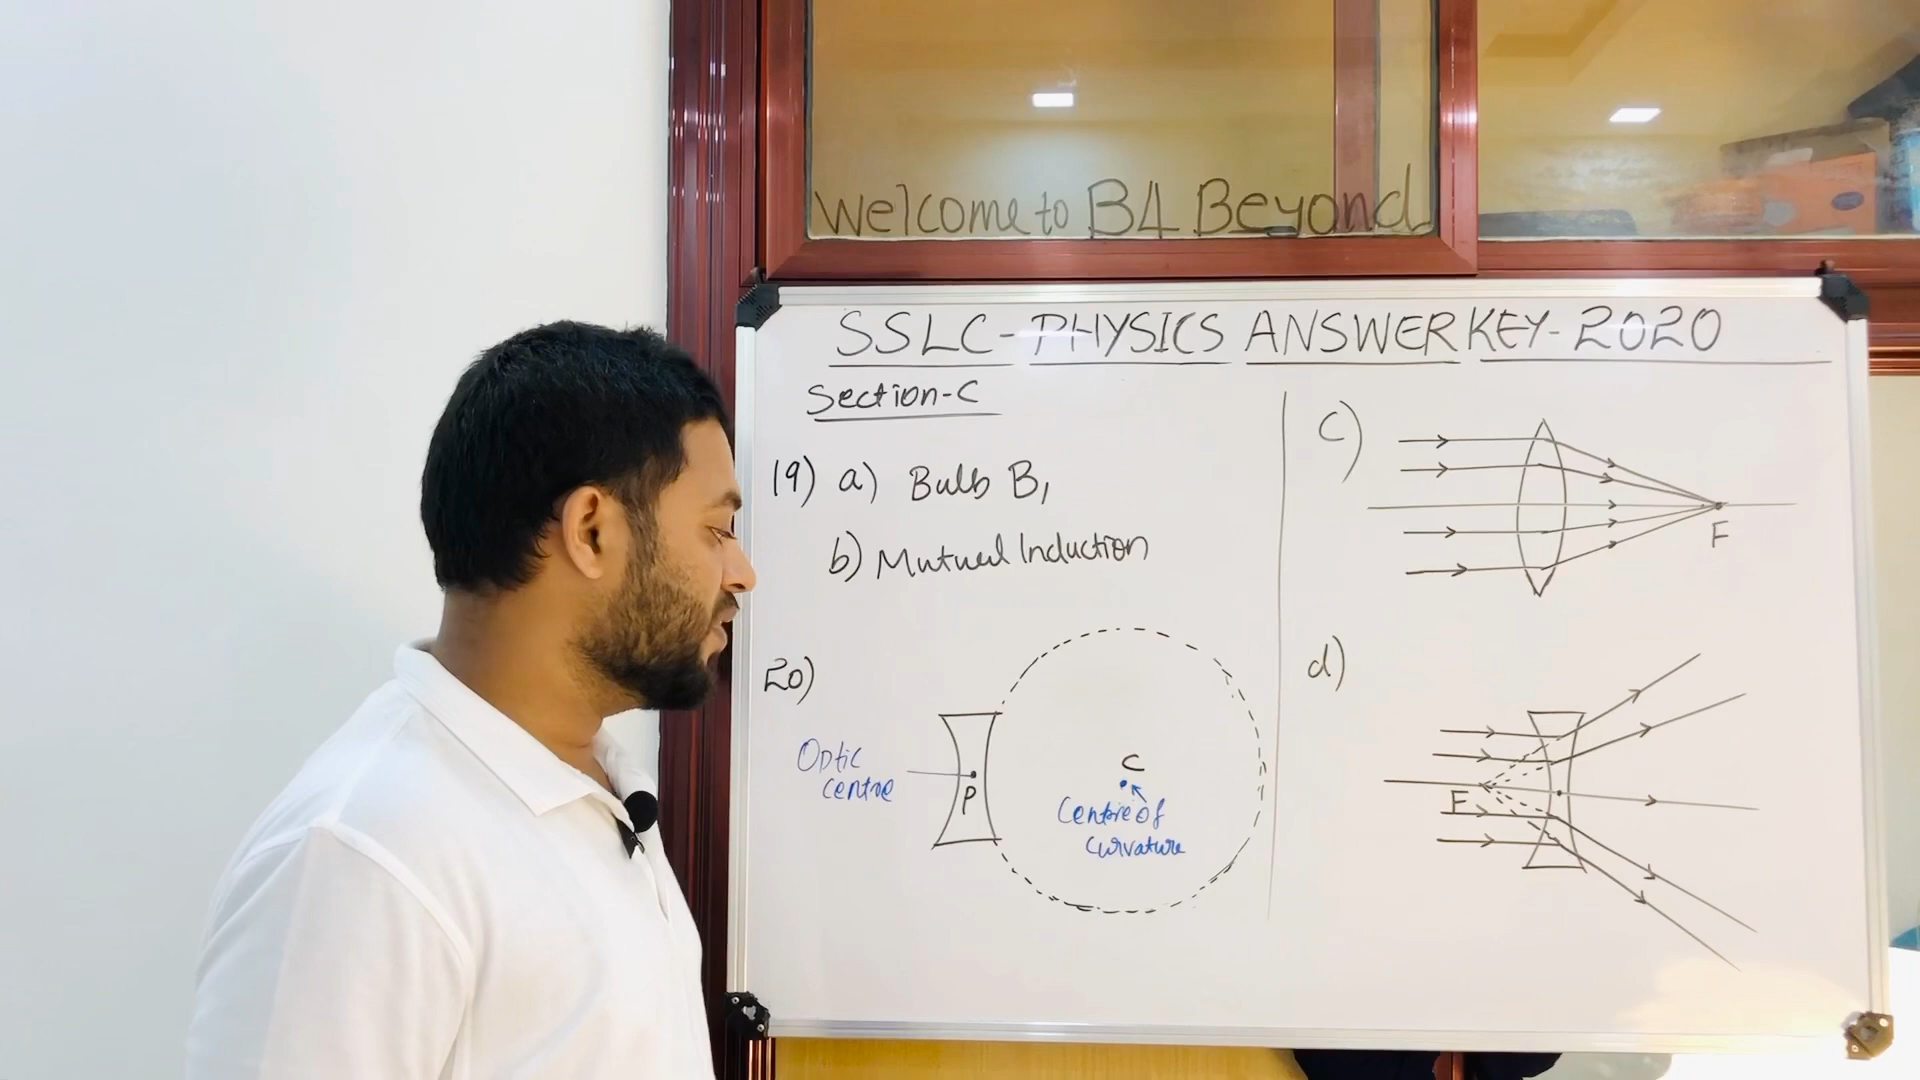 Welcome to B4 Beyond
SSLC - PHYSICS ANSWER KEY - 2020
Section-C
19) a) Bulb B1
b) Mutual Induction
20)
Optic
centre
P
C
Centre of
curvature
C)
F
d)
F